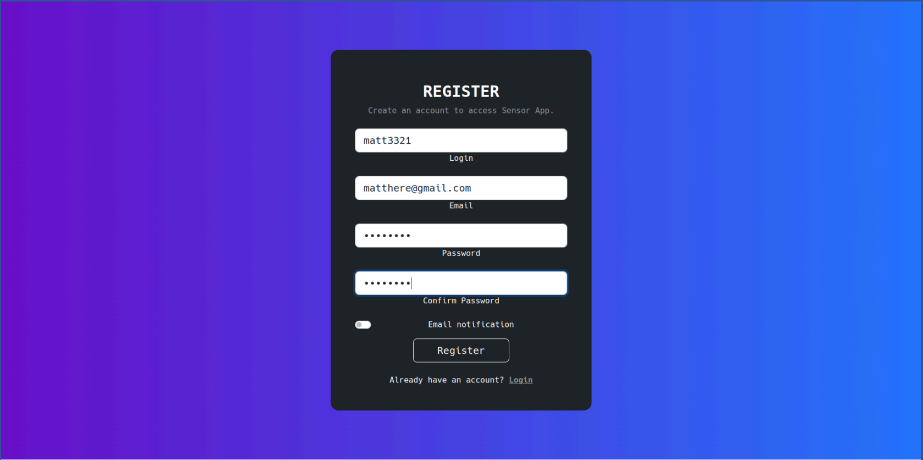 REGISTER
Create an account to access Sensor App.
matt3321
Login
matthere@gmail.com
Email
••••••••
Password
••••••••
Confirm Password
Email notification
Register
Already have an account? Login